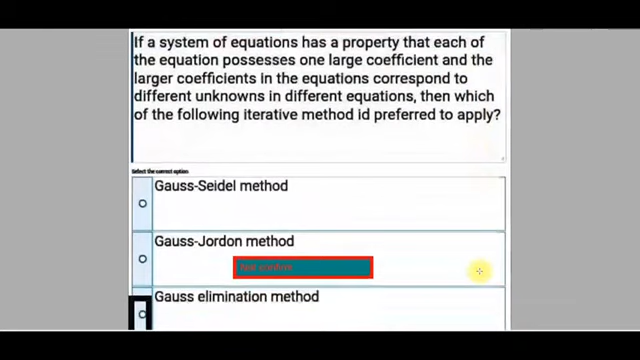 If a system of equations has a property that each of
the equation possesses one large coefficient and the
larger coefficients in the equations correspond to
different unknowns in different equations, then which
of the following iterative method id preferred to apply?
Select the correct option
Gauss-Seidel method
Gauss-Jordon method
Gauss elimination method